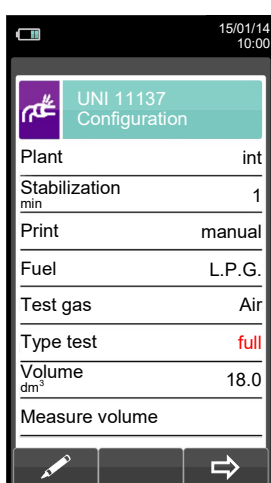 15/01/14
10:00
UNI 11137
Configuration
Plant int
Stabilization
min 1
Print manual
Fuel L.P.G.
Test gas Air
Type test full
Volume
dm³ 18.0
Measure volume